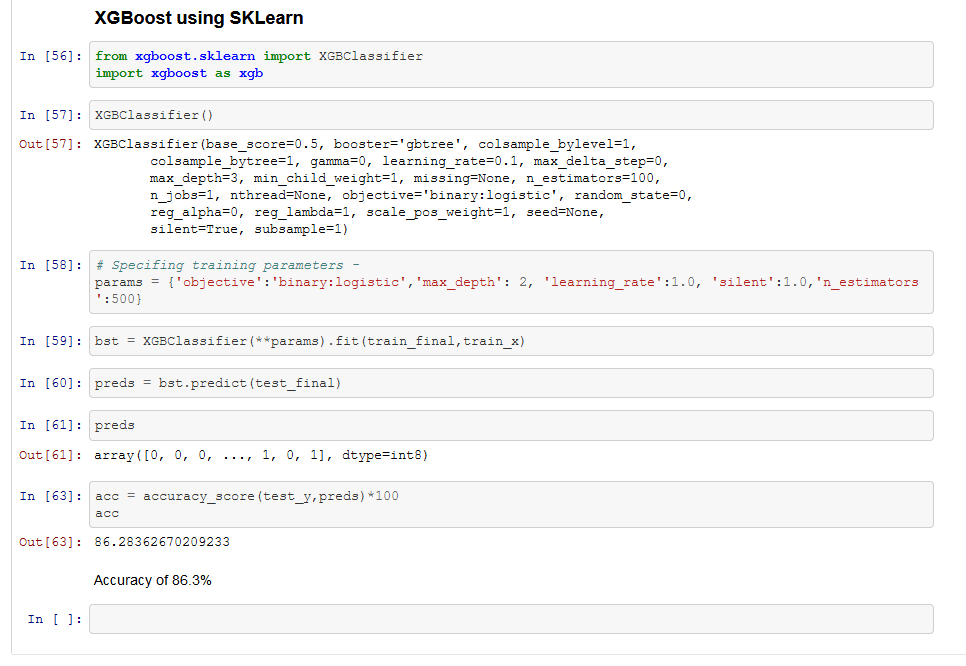 XGBoost using SKLearn
In [56]: from xgboost.sklearn import XGBClassifier
import xgboost as xgb
In [57]: XGBClassifier()
Out[57]: XGBClassifier(base_score=0.5, booster='gbtree', colsample_bylevel=1,
colsample_bytree=1, gamma=0, learning_rate=0.1, max_delta_step=0,
max_depth=3, min_child_weight=1, missing=None, n_estimators=100,
n_jobs=1, nthread=None, objective='binary:logistic', random_state=0,
reg_alpha=0, reg_lambda=1, scale_pos_weight=1, seed=None,
silent=True, subsample=1)
In [58]: # Specifing training parameters -
params = {'objective':'binary:logistic','max_depth': 2, 'learning_rate':1.0, 'silent':1.0,'n_estimators
':500}
In [59]: bst = XGBClassifier(**params).fit(train_final,train_x)
In [60]: preds = bst.predict(test_final)
In [61]: preds
Out[61]: array([0, 0, 0, ..., 1, 0, 1], dtype=int8)
In [63]: acc = accuracy_score(test_y,preds)*100
acc
Out[63]: 86.28362670209233
Accuracy of 86.3%
In [ ]: